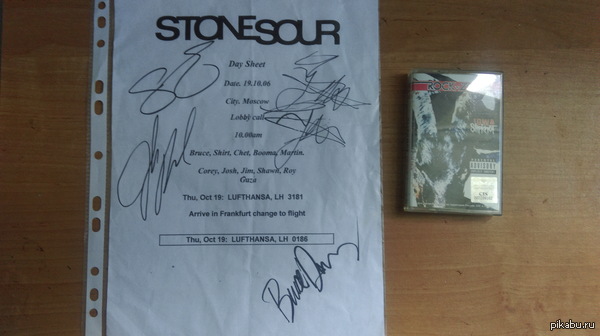 STONESOUR
Day Sheet
Date. 19.10.06
City, Moscow
Lobby call
10.00am
Bruce, Shirt, Chet, Booma, Martin.
Corey, Josh, Jim, Shawn, Roy
Gaza
Thu, Oct 19: LUFTHANSA, LH 3181
Arrive in Frankfurt change to flight
Thu, Oct 19: LUFTHANSA, LH 0186
Bruce
pikabu.ru